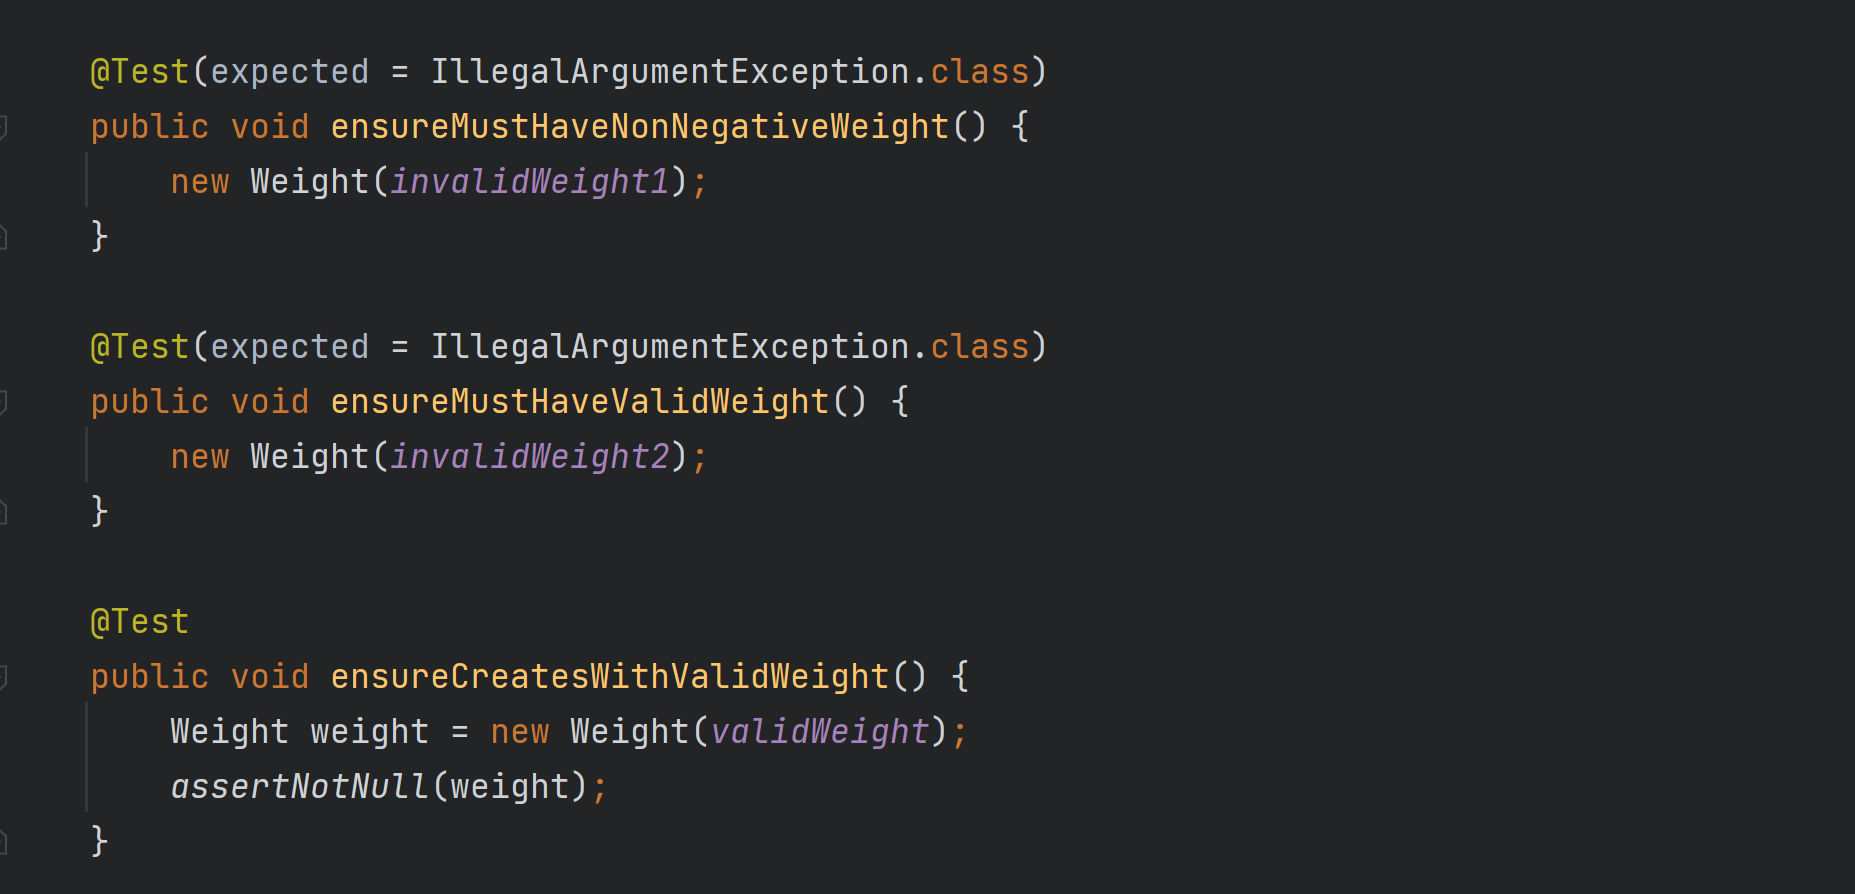 @Test(expected = IllegalArgumentException.class)
public void ensureMustHaveNonNegativeWeight() {
    new Weight(invalidWeight1);
}
@Test(expected = IllegalArgumentException.class)
public void ensureMustHaveValidWeight() {
    new Weight(invalidWeight2);
}
@Test
public void ensureCreatesWithValidWeight() {
    Weight weight = new Weight(validWeight);
    assertNotNull(weight);
}